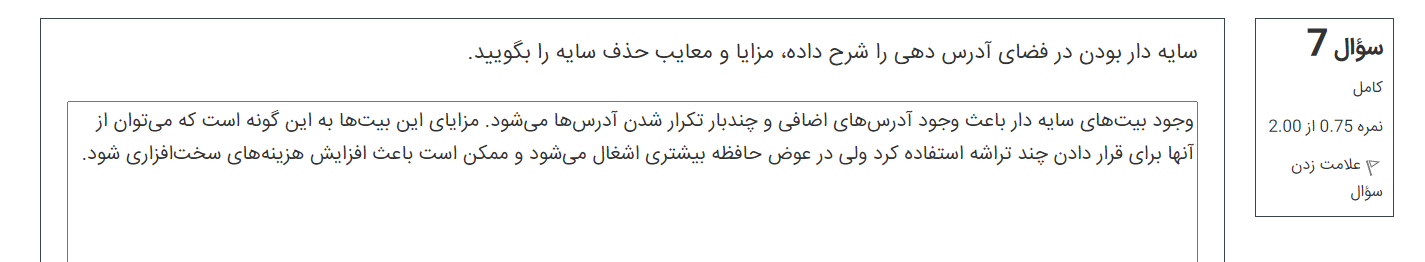 سؤال 7
کامل
نمره 0.75 از 2.00
علامت زدن
سؤال
سایه دار بودن در فضای آدرس دهی را شرح داده، مزایا و معایب حذف سایه را بگویید.
وجود بیت‌های سایه دار باعث وجود آدرس‌های اضافی و چندبار تکرار شدن آدرس‌ها می‌شود. مزایای این بیت‌ها به این گونه است که می‌توان از
آنها برای قرار دادن چند تراشه استفاده کرد ولی در عوض حافظه بیشتری اشغال می‌شود و ممکن است باعث افزایش هزینه‌های سخت‌افزاری شود.